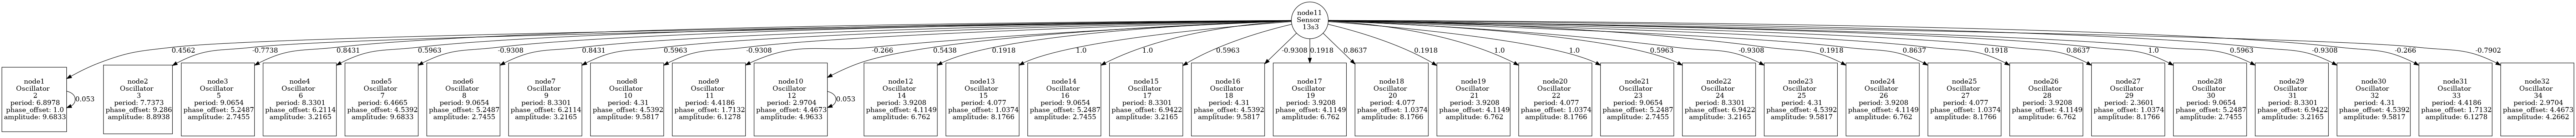 node11
Sensor
13s3
0.4562
-0.7738
0.8431
0.5963
-0.9308
0.8431
0.5963
-0.9308
-0.266
0.5438
0.1918
1.0
1.0
0.5963
-0.9308
0.1918
0.8637
0.1918
1.0
1.0
0.5963
-0.9308
0.1918
0.8637
0.1918
0.8637
1.0
0.5963
-0.9308
-0.266
-0.7902
node1
Oscillator
2
period: 6.8978
phase_offset: 1.0
amplitude: 9.6833
0.053
node2
Oscillator
3
period: 7.7373
phase_offset: 9.286
amplitude: 8.8938
node3
Oscillator
5
period: 9.0654
phase_offset: 5.2487
amplitude: 2.7455
node4
Oscillator
6
period: 8.3301
phase_offset: 6.2114
amplitude: 3.2165
node5
Oscillator
7
period: 6.4665
phase_offset: 4.5392
amplitude: 9.6833
node6
Oscillator
8
period: 9.0654
phase_offset: 5.2487
amplitude: 2.7455
node7
Oscillator
9
period: 8.3301
phase_offset: 6.2114
amplitude: 3.2165
node8
Oscillator
10
period: 4.31
phase_offset: 4.5392
amplitude: 9.5817
node9
Oscillator
11
period: 4.4186
phase_offset: 1.7132
amplitude: 6.1278
node10
Oscillator
12
period: 2.9704
phase_offset: 4.4673
amplitude: 4.9633
0.053
node12
Oscillator
14
period: 3.9208
phase_offset: 4.1149
amplitude: 6.762
node13
Oscillator
15
period: 4.077
phase_offset: 1.0374
amplitude: 8.1766
node14
Oscillator
16
period: 9.0654
phase_offset: 5.2487
amplitude: 2.7455
node15
Oscillator
17
period: 8.3301
phase_offset: 6.9422
amplitude: 3.2165
node16
Oscillator
18
period: 4.31
phase_offset: 4.5392
amplitude: 9.5817
node17
Oscillator
19
period: 3.9208
phase_offset: 4.1149
amplitude: 6.762
node18
Oscillator
20
period: 4.077
phase_offset: 1.0374
amplitude: 8.1766
node19
Oscillator
21
period: 3.9208
phase_offset: 4.1149
amplitude: 6.762
node20
Oscillator
22
period: 4.077
phase_offset: 1.0374
amplitude: 8.1766
node21
Oscillator
23
period: 9.0654
phase_offset: 5.2487
amplitude: 2.7455
node22
Oscillator
24
period: 8.3301
phase_offset: 6.9422
amplitude: 3.2165
node23
Oscillator
25
period: 4.31
phase_offset: 4.5392
amplitude: 9.5817
node24
Oscillator
26
period: 3.9208
phase_offset: 4.1149
amplitude: 6.762
node25
Oscillator
27
period: 4.077
phase_offset: 1.0374
amplitude: 8.1766
node26
Oscillator
28
period: 3.9208
phase_offset: 4.1149
amplitude: 6.762
node27
Oscillator
29
period: 2.3601
phase_offset: 1.0374
amplitude: 8.1766
node28
Oscillator
30
period: 9.0654
phase_offset: 5.2487
amplitude: 2.7455
node29
Oscillator
31
period: 8.3301
phase_offset: 6.9422
amplitude: 3.2165
node30
Oscillator
32
period: 4.31
phase_offset: 4.5392
amplitude: 9.5817
node31
Oscillator
33
period: 4.4186
phase_offset: 1.7132
amplitude: 6.1278
node32
Oscillator
34
period: 2.9704
phase_offset: 4.4673
amplitude: 4.2662